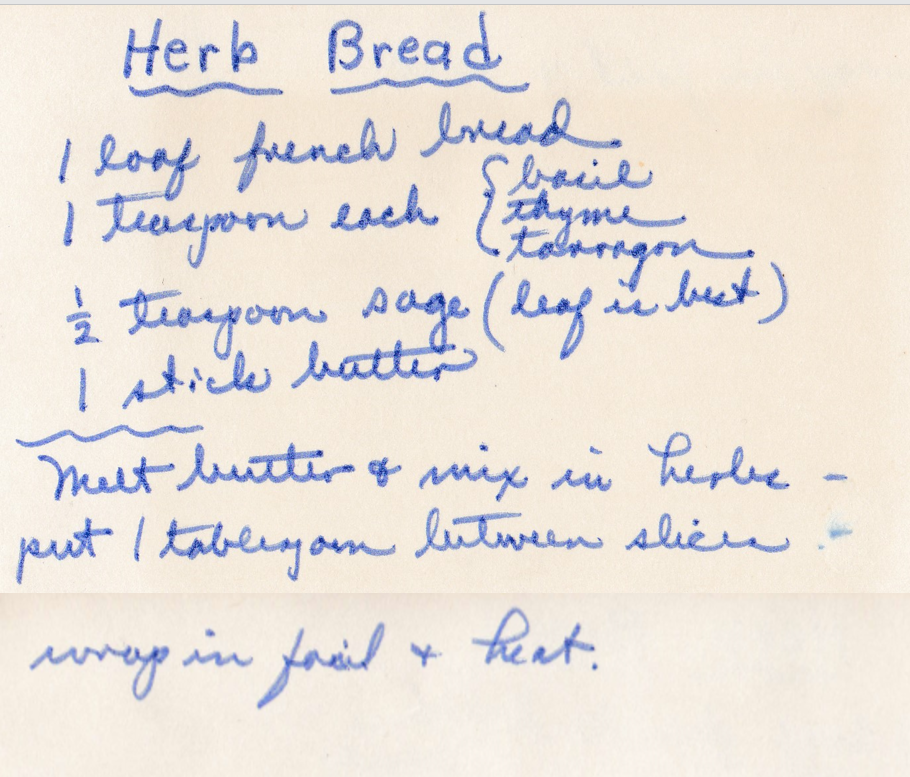 Herb Bread
1 loaf french bread
1 teaspoon each { basil
thyme
tarragon
½ teaspoon sage (leaf is best)
1 stick butter
Melt butter & mix in herbs -
put 1 tablespoon between slices
wrap in foil + heat.